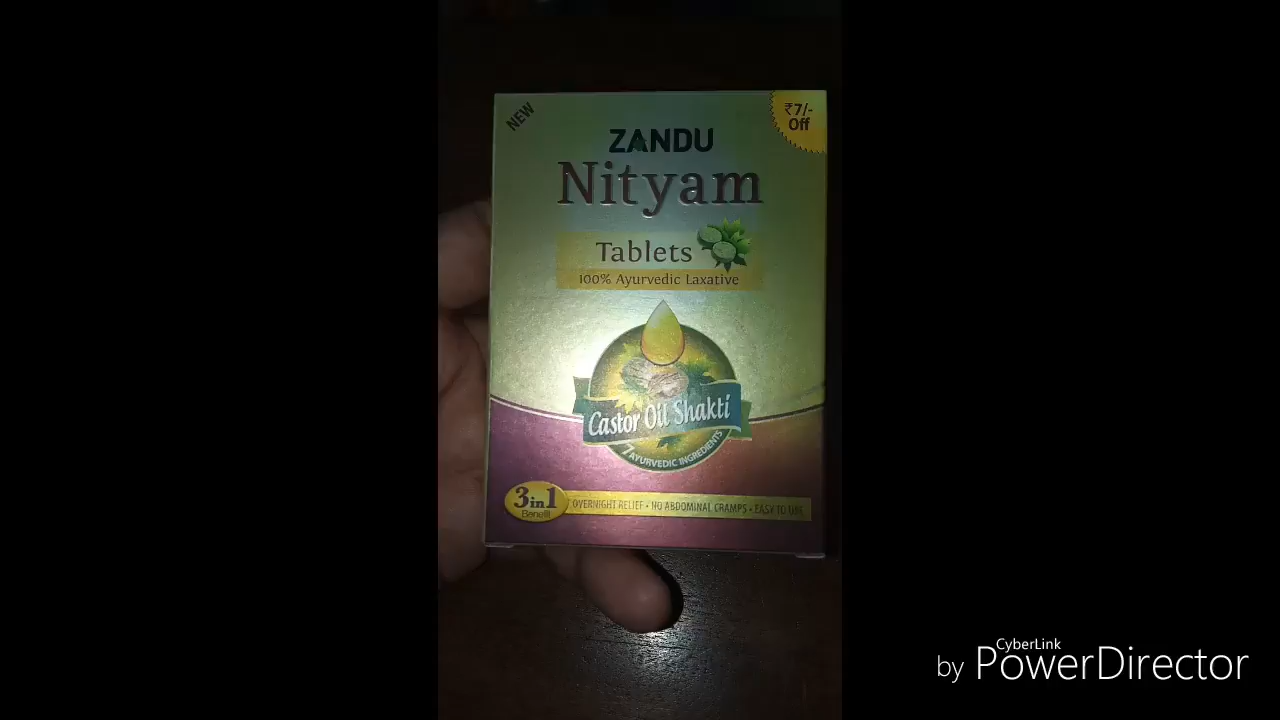 NEW
₹7/-
Off
ZANDU
Nityam
Tablets
100% Ayurvedic Laxative
Castor Oil Shakti
7 AYURVEDIC INGREDIENTS
3in1
Benefit
OVERNIGHT RELIEF • NO ABDOMINAL CRAMPS • EASY TO USE
CyberLink
by PowerDirector